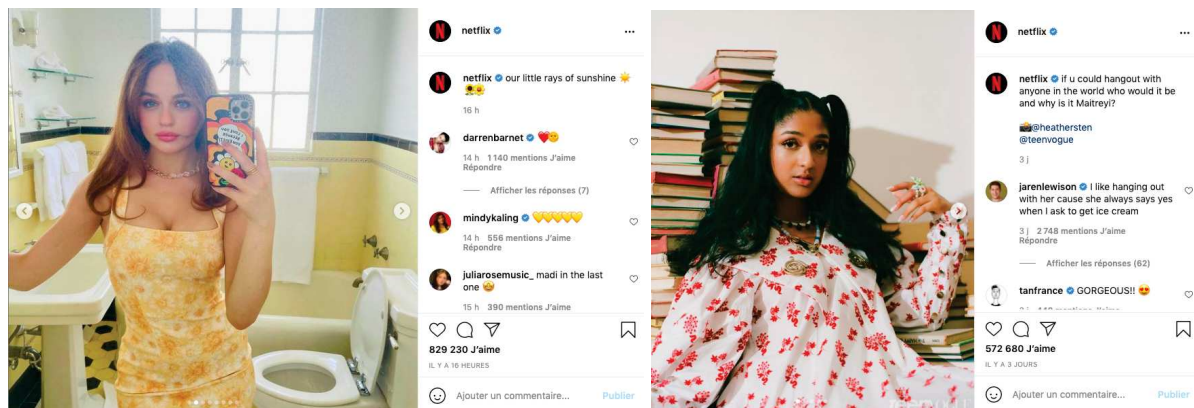 netflix
netflix our little rays of sunshine ☀️
🌻🌼
16 h
darrenbarnet ❤️😊
14 h 1 140 mentions J'aime
Répondre
Afficher les réponses (7)
mindykaling 💛💛💛💛💛
14 h 556 mentions J'aime
Répondre
juliarosemusic_ madi in the last
one 🤩
15 h 390 mentions J'aime
829 230 J'aime
IL Y A 16 HEURES
Ajouter un commentaire... Publier
netflix
netflix if u could hangout with
anyone in the world who would it be
and why is it Maitreyi?
📸@heathersten
@teenvogue
3 j
jarenlewison I like hanging out
with her cause she always says yes
when I ask to get ice cream
3 j 2 748 mentions J'aime
Répondre
Afficher les réponses (62)
tanfrance GORGEOUS!! 😍
572 680 J'aime
IL Y A 3 JOURS
Ajouter un commentaire... Publier